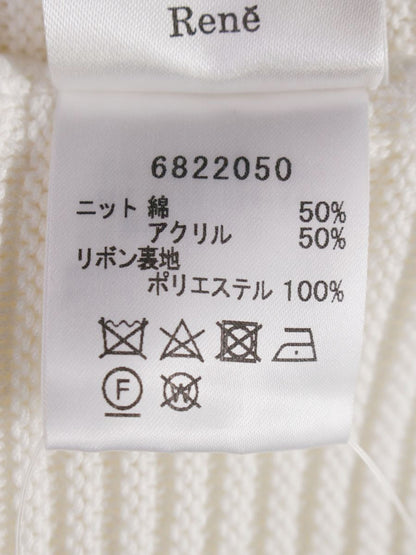 René
6822050
ニット 綿 50%
アクリル 50%
リボン裏地
ポリエステル 100%
F W